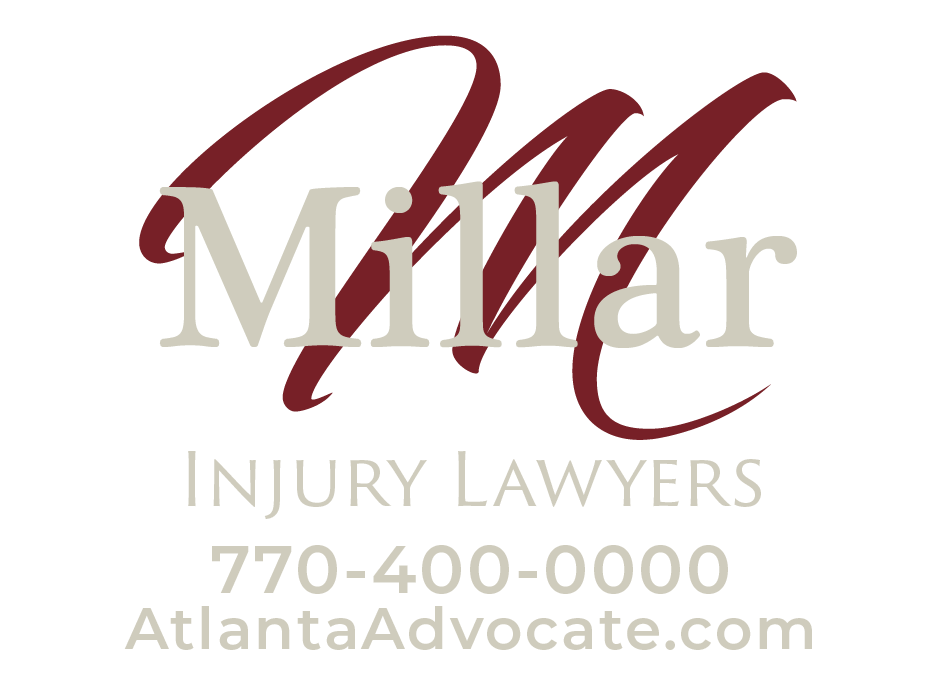 Millar
INJURY LAWYERS
770-400-0000
AtlantaAdvocate.com